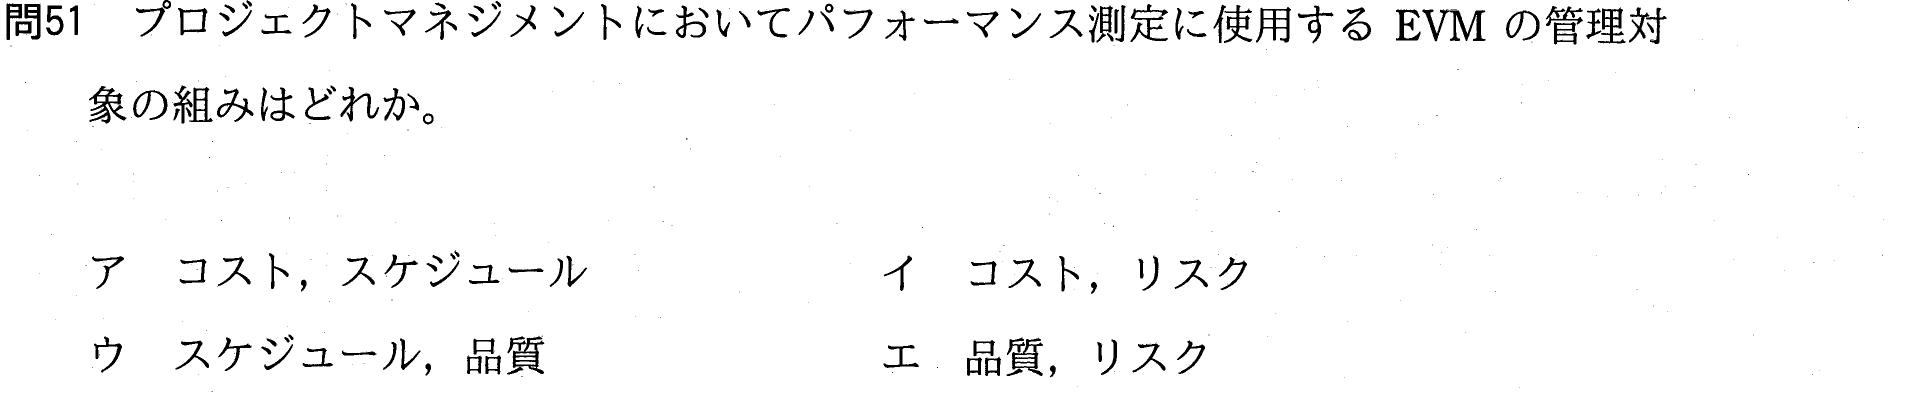 問51 プロジェクトマネジメントにおいてパフォーマンス測定に使用する EVM の管理対
象の組みはどれか。
ア コスト，スケジュール イ コスト，リスク
ウ スケジュール，品質 エ 品質，リスク